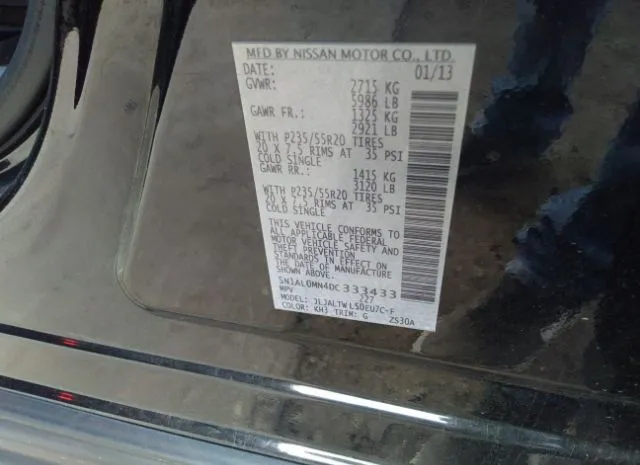 MFD BY NISSAN MOTOR CO., LTD.
DATE: 01/13
GVWR: 2715 KG
5986 LB
GAWR FR.: 1325 KG
2921 LB
WITH P235/55R20 TIRES
20 X 7.5 RIMS AT 35 PSI
COLD SINGLE
GAWR RR.: 1415 KG
3120 LB
WITH P235/55R20 TIRES
20 X 7.5 RIMS AT 35 PSI
COLD SINGLE
THIS VEHICLE CONFORMS TO
ALL APPLICABLE FEDERAL
MOTOR VEHICLE SAFETY AND
THEFT PREVENTION STANDARDS
IN EFFECT ON THE DATE OF
MANUFACTURE SHOWN ABOVE.
5N1AL0MN4DC333433
MPV 227
MODEL: JLJALTWL50EU7C-F
COLOR: KH3 TRIM: G ZS30A